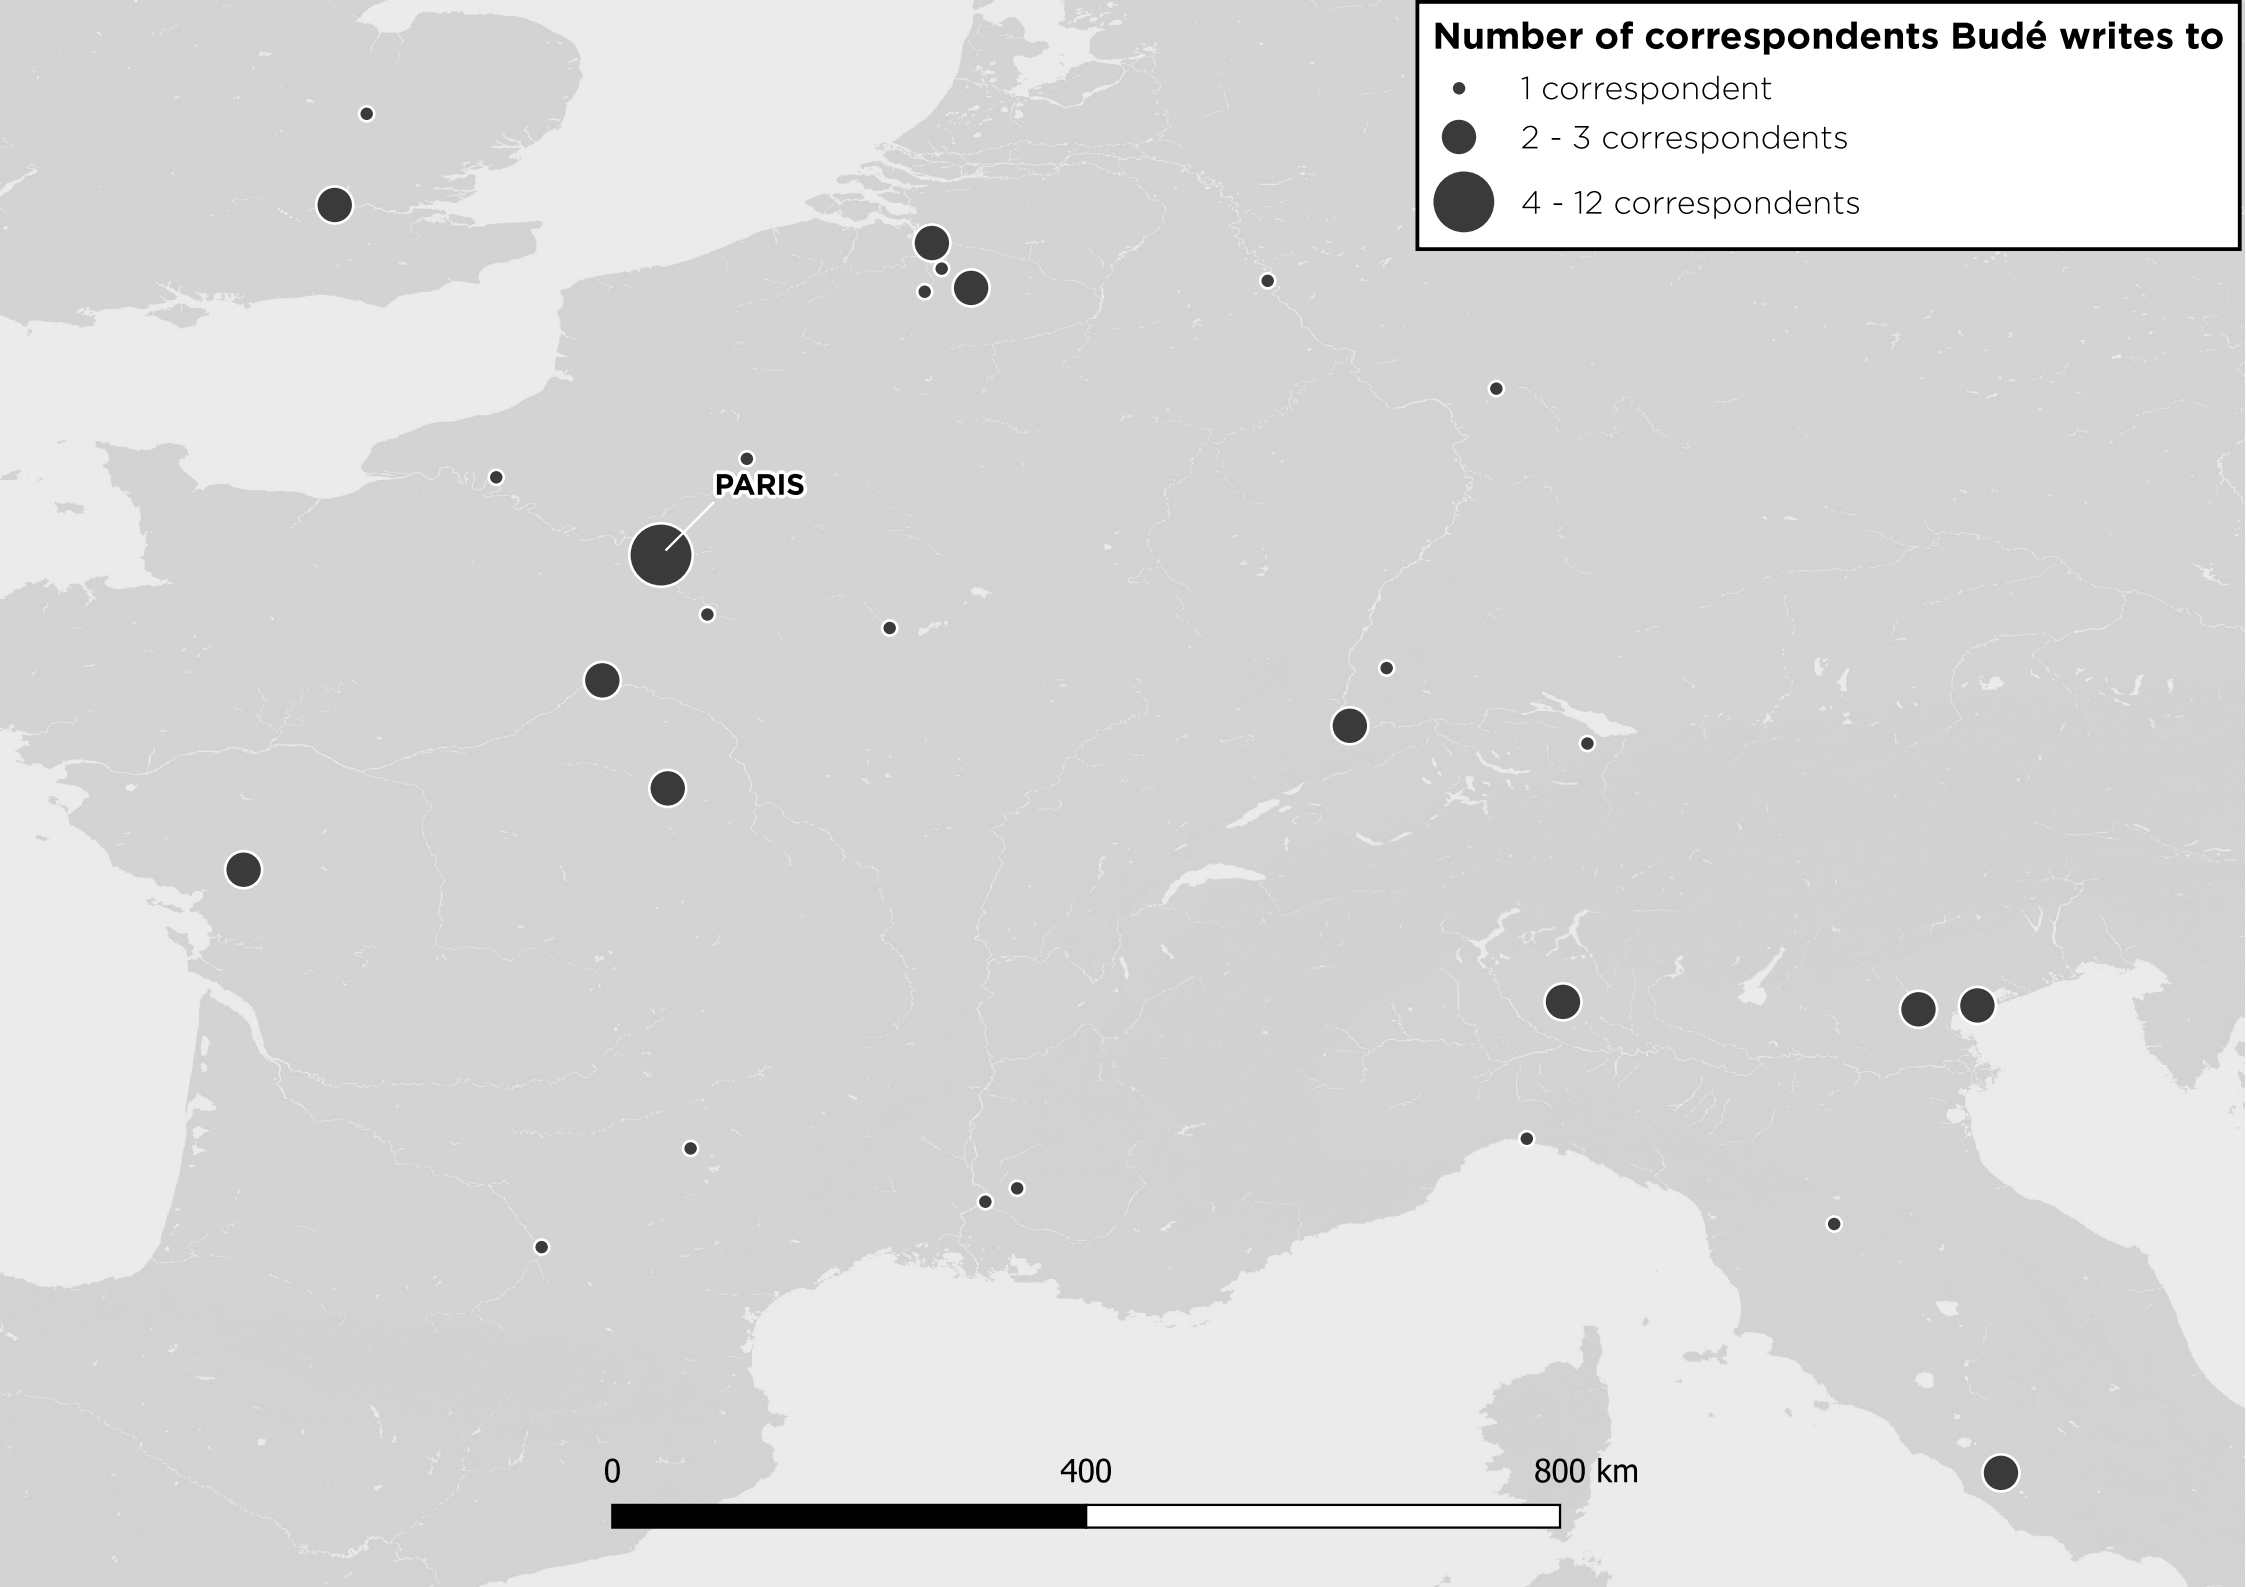 Number of correspondents Budé writes to
1 correspondent
2 - 3 correspondents
4 - 12 correspondents
PARIS
0 400 800 km